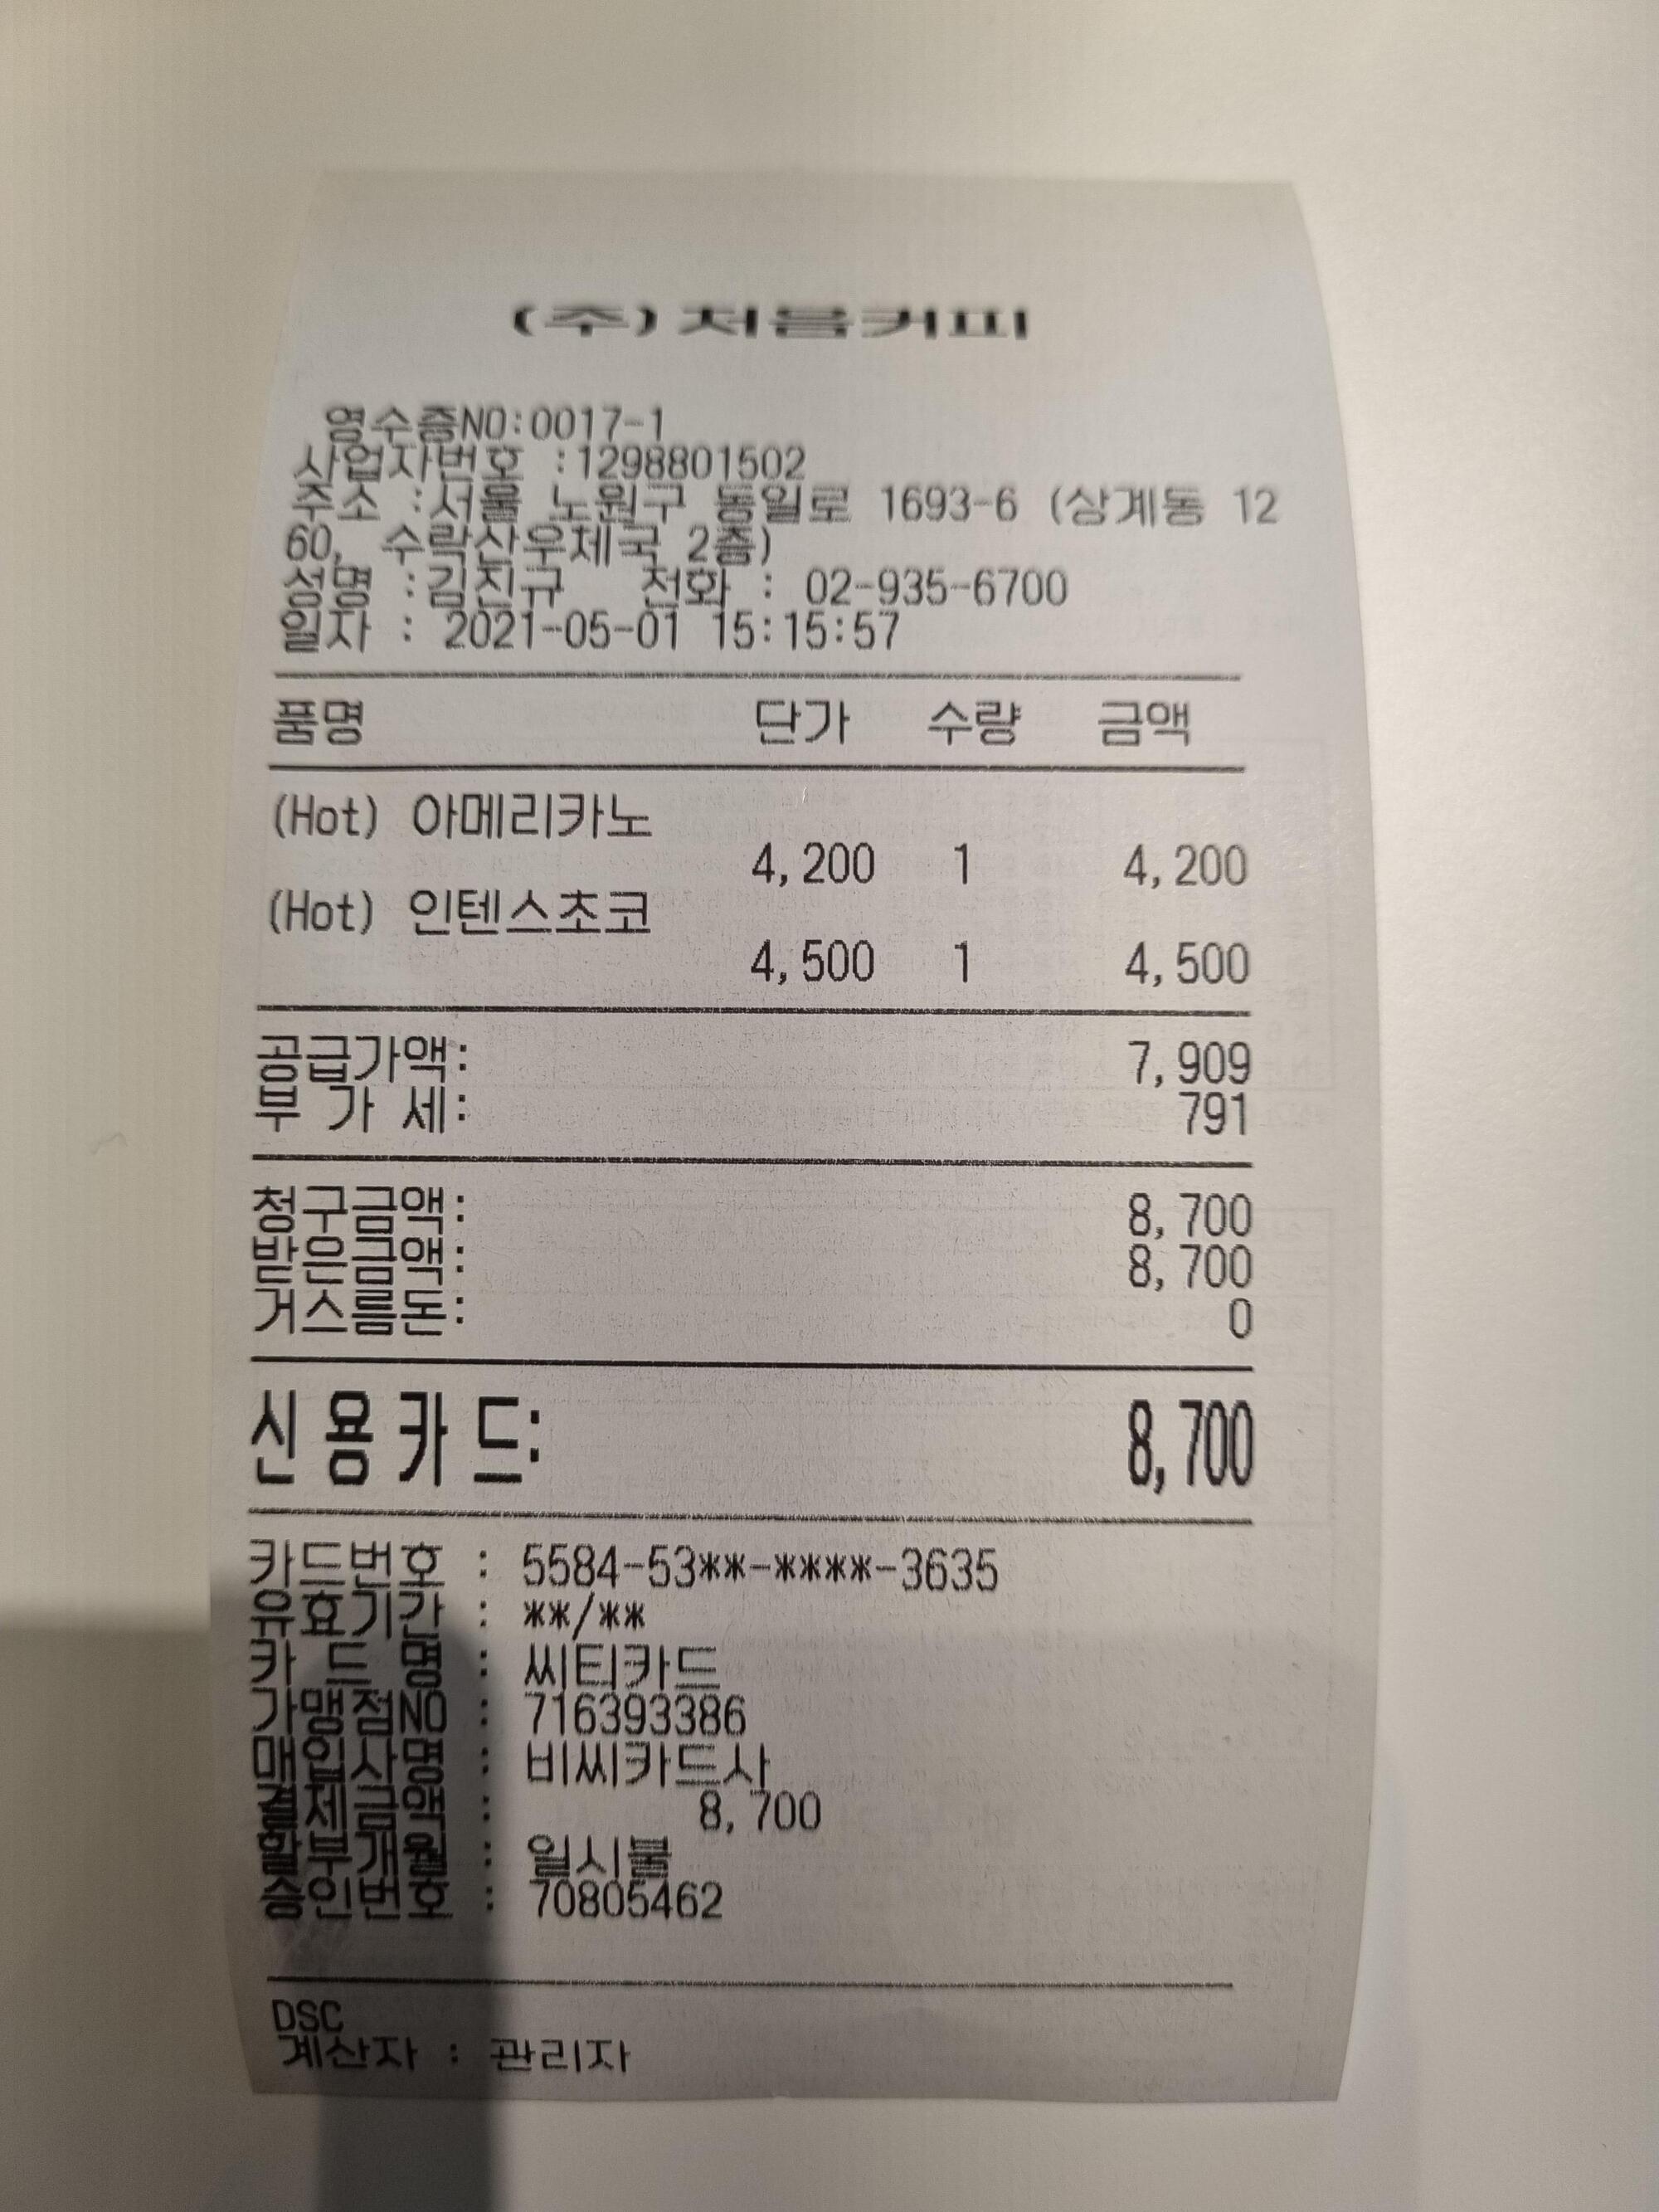 (주)처블커피
영수증NO:0017-1
사업자번호 :1298801502
주소 :서울 노원구 동일로 1693-6 (상계동 12
60, 수락산우체국 2층)
성명 :김진규 전화 : 02-935-6700
일자 : 2021-05-01 15:15:57
품명 단가 수량 금액
(Hot) 아메리카노
4,200 1 4,200
(Hot) 인텐스초코
4,500 1 4,500
공급가액: 7,909
부 가 세: 791
청구금액: 8,700
받은금액: 8,700
거스름돈: 0
신용카드: 8,700
카드번호 : 5584-53**-****-3635
유효기간 : **/**
카 드 명 : 씨티카드
가맹점NO : 716393386
매입사명 : 비씨카드사
결제금액 : 8,700
할부개월 : 일시불
승인번호 : 70805462
DSC
계산자 : 관리자